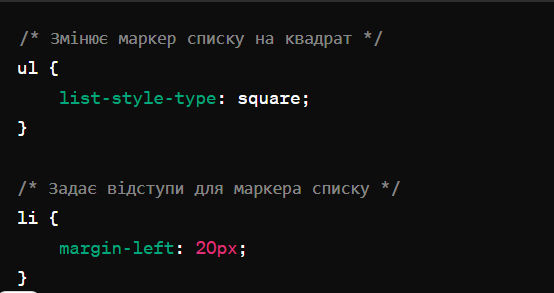 /* Змінює маркер списку на квадрат */
ul {
    list-style-type: square;
}

/* Задає відступи для маркера списку */
li {
    margin-left: 20px;
}